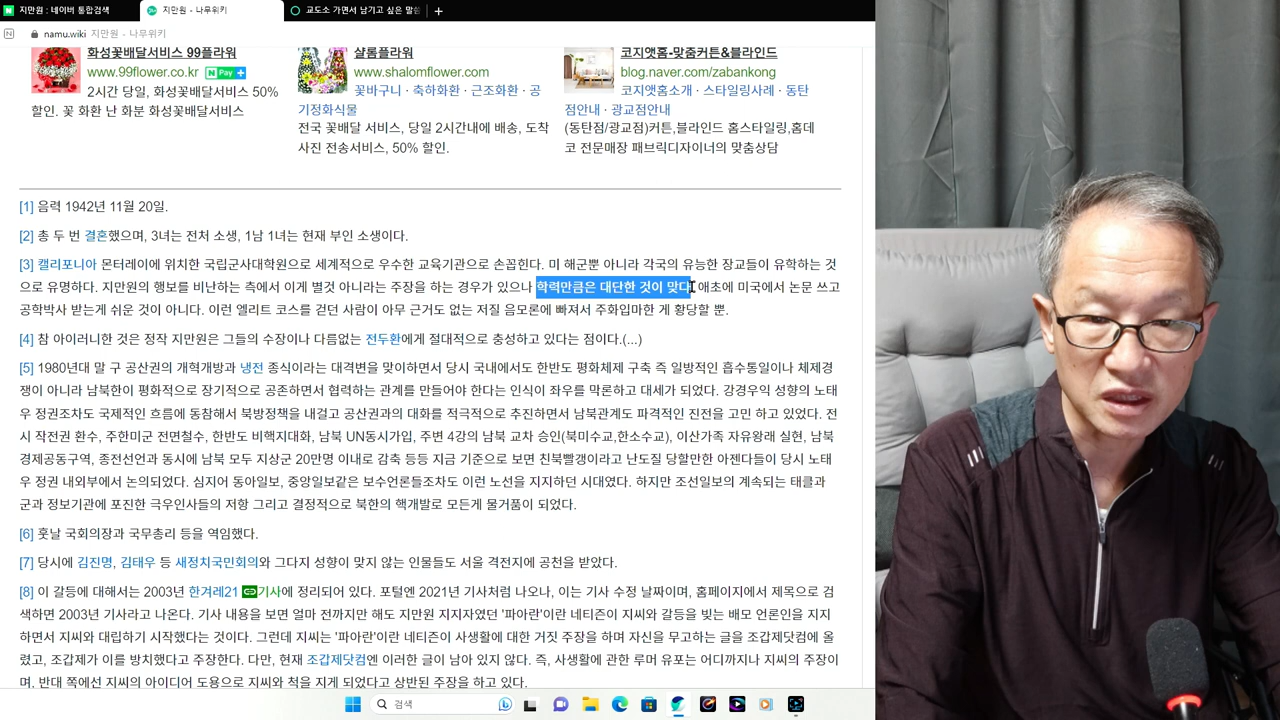 지만원 : 네이버 통합검색
지만원 - 나무위키
교도소 가면서 남기고 싶은 말씀
namu.wiki 지만원 - 나무위키
화성꽃배달서비스 99플라워
www.99flower.co.kr N Pay +
2시간 당일, 화성꽃배달서비스 50%
할인. 꽃 화환 난 화분 화성꽃배달서비스
샬롬플라워
www.shalomflower.com
꽃바구니 · 축하화환 · 근조화환 · 공
기정화식물
전국 꽃배달 서비스, 당일 2시간내에 배송, 도착
사진 전송서비스, 50% 할인.
코지앳홈-맞춤커튼&블라인드
blog.naver.com/zabankong
코지앳홈소개 · 스타일링사례 · 동탄
점안내 · 광교점안내
(동탄점/광교점)커튼,블라인드 홈스타일링,홈데
코 전문매장 패브릭디자이너의 맞춤상담
[1] 음력 1942년 11월 20일.
[2] 총 두 번 결혼했으며, 3녀는 전처 소생, 1남 1녀는 현재 부인 소생이다.
[3] 캘리포니아 몬터레이에 위치한 국립군사대학원으로 세계적으로 우수한 교육기관으로 손꼽힌다. 미 해군뿐 아니라 각국의 유능한 장교들이 유학하는 것
으로 유명하다. 지만원의 행보를 비난하는 측에서 이게 별것 아니라는 주장을 하는 경우가 있으나 학력만큼은 대단한 것이 맞다. 애초에 미국에서 논문 쓰고
공학박사 받는게 쉬운 것이 아니다. 이런 엘리트 코스를 걷던 사람이 아무 근거도 없는 저질 음모론에 빠져서 주화입마한 게 황당할 뿐.
[4] 참 아이러니한 것은 정작 지만원은 그들의 수장이나 다름없는 전두환에게 절대적으로 충성하고 있다는 점이다.(...)
[5] 1980년대 말 구 공산권의 개혁개방과 냉전 종식이라는 대격변을 맞이하면서 당시 국내에서도 한반도 평화체제 구축 즉 일방적인 흡수통일이나 체제경
쟁이 아니라 남북한이 평화적으로 장기적으로 공존하면서 협력하는 관계를 만들어야 한다는 인식이 좌우를 막론하고 대세가 되었다. 강경우익 성향의 노태
우 정권조차도 국제적인 흐름에 동참해서 북방정책을 내걸고 공산권과의 대화를 적극적으로 추진하면서 남북관계도 파격적인 진전을 고민 하고 있었다. 전
시 작전권 환수, 주한미군 전면철수, 한반도 비핵지대화, 남북 UN동시가입, 주변 4강의 남북 교차 승인(북미수교,한소수교), 이산가족 자유왕래 실현, 남북
경제공동구역, 종전선언과 동시에 남북 모두 지상군 20만명 이내로 감축 등등 지금 기준으로 보면 친북빨갱이라고 난도질 당할만한 아젠다들이 당시 노태
우 정권 내외부에서 논의되었다. 심지어 동아일보, 중앙일보같은 보수언론들조차도 이런 노선을 지지하던 시대였다. 하지만 조선일보의 계속되는 태클과
군과 정보기관에 포진한 극우인사들의 저항 그리고 결정적으로 북한의 핵개발로 모든게 물거품이 되었다.
[6] 훗날 국회의장과 국무총리 등을 역임했다.
[7] 당시에 김진명, 김태우 등 새정치국민회의와 그다지 성향이 맞지 않는 인물들도 서울 격전지에 공천을 받았다.
[8] 이 갈등에 대해서는 2003년 한겨레21 기사에 정리되어 있다. 포털엔 2021년 기사처럼 나오나, 이는 기사 수정 날짜이며, 홈페이지에서 제목으로 검
색하면 2003년 기사라고 나온다. 기사 내용을 보면 얼마 전까지만 해도 지만원 지지자였던 '파아란'이란 네티즌이 지씨와 갈등을 빚는 배모 언론인을 지지
하면서 지씨와 대립하기 시작했다는 것이다. 그런데 지씨는 '파아란'이란 네티즌이 사생활에 대한 거짓 주장을 하며 자신을 무고하는 글을 조갑제닷컴에 올
렸고, 조갑제가 이를 방치했다고 주장한다. 다만, 현재 조갑제닷컴엔 이러한 글이 남아 있지 않다. 즉, 사생활에 관한 루머 유포는 어디까지나 지씨의 주장이
며, 반대 쪽에선 지씨의 아이디어 도용으로 지씨와 척을 지게 되었다고 상반된 주장을 하고 있다.
검색